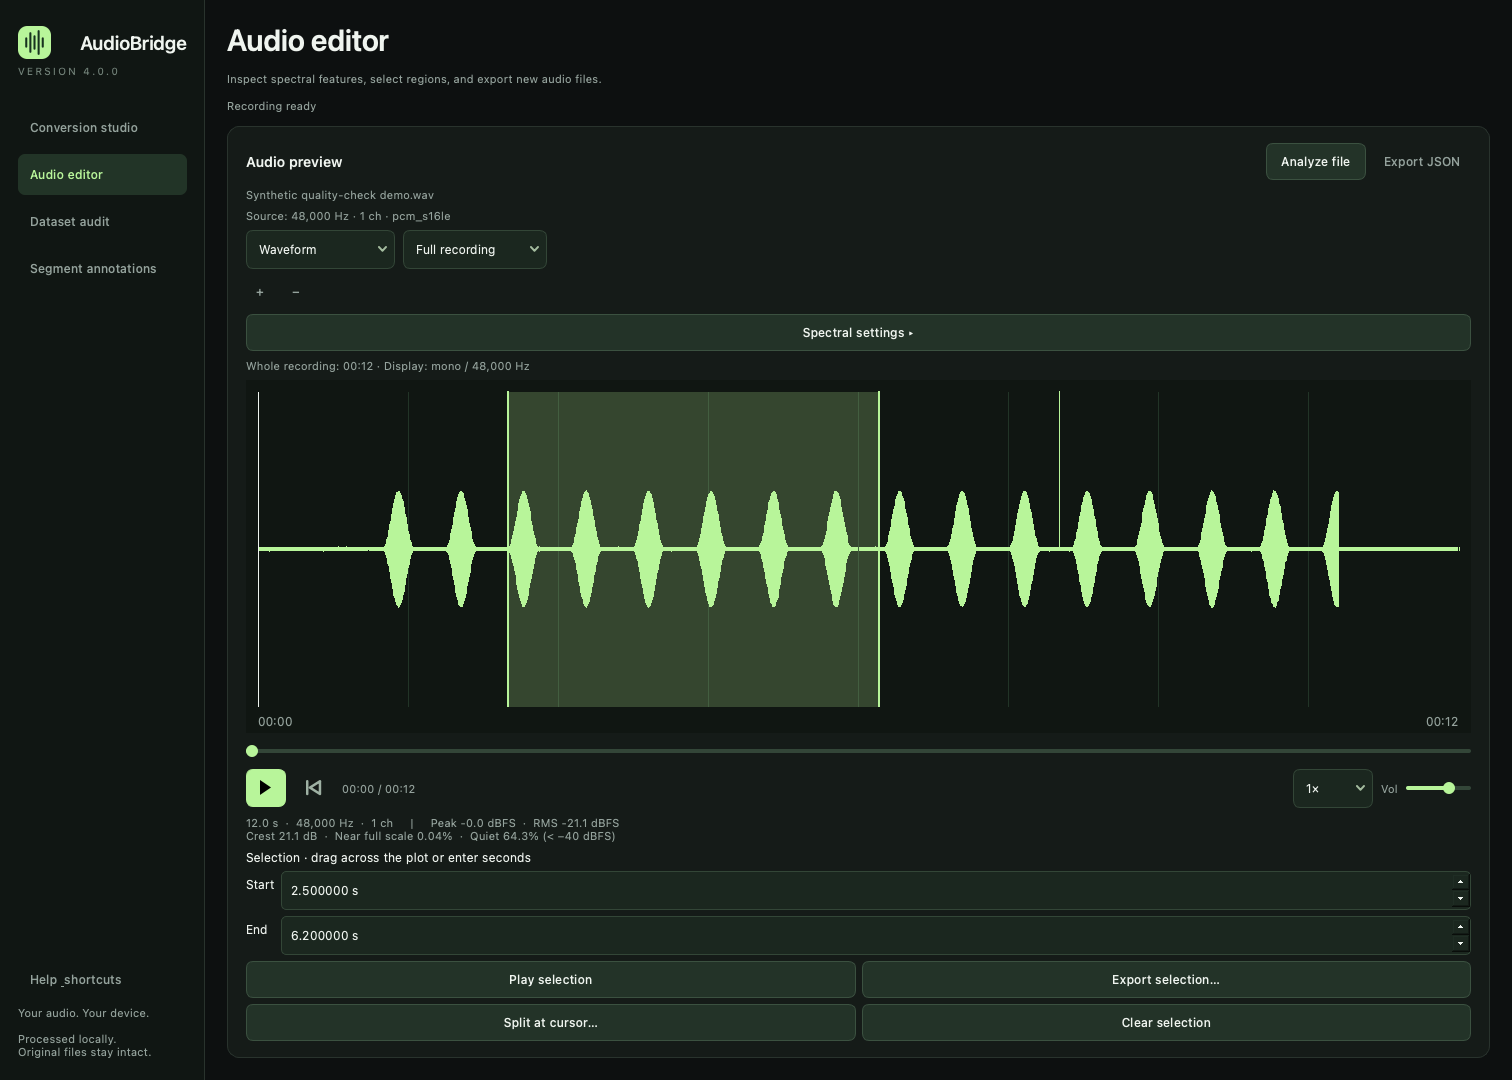 AudioBridge
VERSION 4.0.0
Conversion studio
Audio editor
Dataset audit
Segment annotations
Help _shortcuts
Your audio. Your device.
Processed locally.
Original files stay intact.
Audio editor
Inspect spectral features, select regions, and export new audio files.
Recording ready
Audio preview
Analyze file
Export JSON
Synthetic quality-check demo.wav
Source: 48,000 Hz · 1 ch · pcm_s16le
Waveform
Full recording
+ −
Spectral settings ▸
Whole recording: 00:12 · Display: mono / 48,000 Hz
00:00
00:12
00:00 / 00:12
1×
Vol
12.0 s · 48,000 Hz · 1 ch | Peak -0.0 dBFS · RMS -21.1 dBFS
Crest 21.1 dB · Near full scale 0.04% · Quiet 64.3% (< −40 dBFS)
Selection · drag across the plot or enter seconds
Start
2.500000 s
End
6.200000 s
Play selection
Export selection…
Split at cursor…
Clear selection